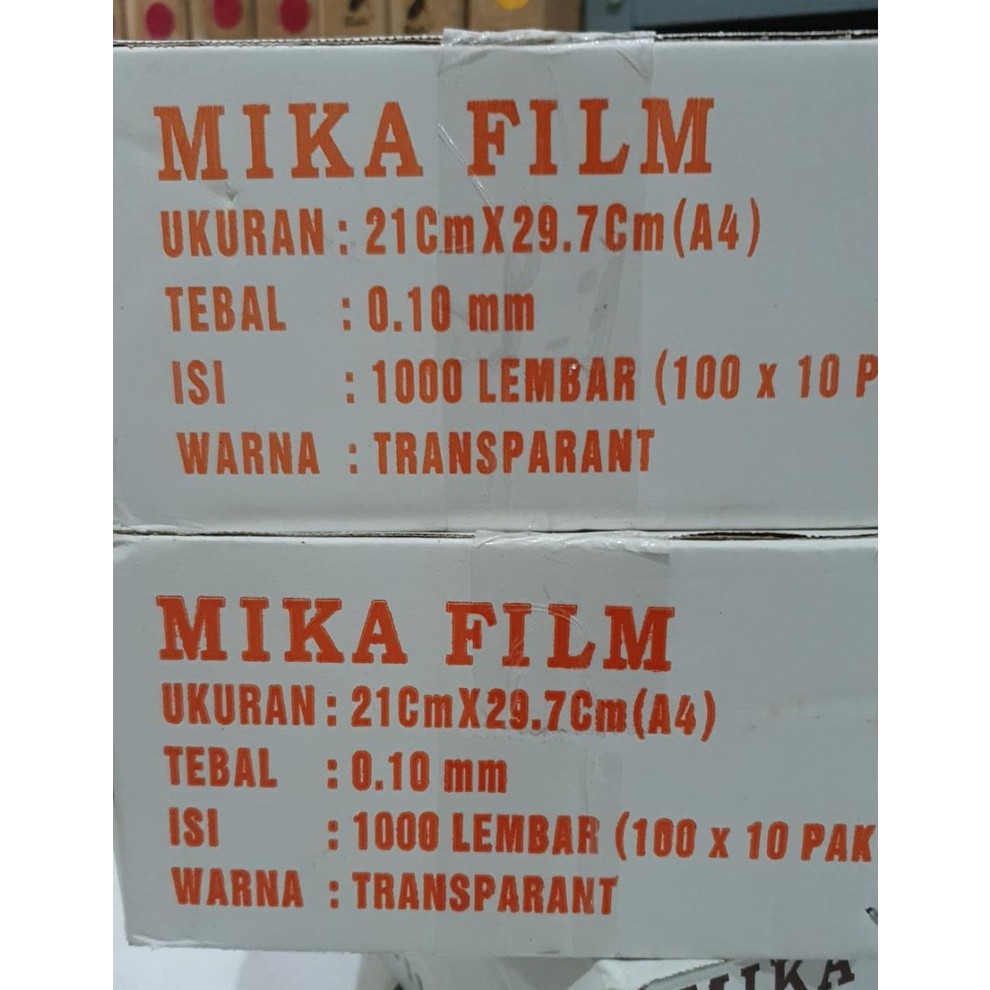 MIKA FILM
UKURAN : 21CmX29.7Cm(A4)
TEBAL : 0.10 mm
ISI : 1000 LEMBAR (100 x 10 P
WARNA : TRANSPARANT
MIKA FILM
UKURAN : 21CmX29.7Cm(A4)
TEBAL : 0.10 mm
ISI : 1000 LEMBAR (100 x 10 PAK
WARNA : TRANSPARANT
MIKA